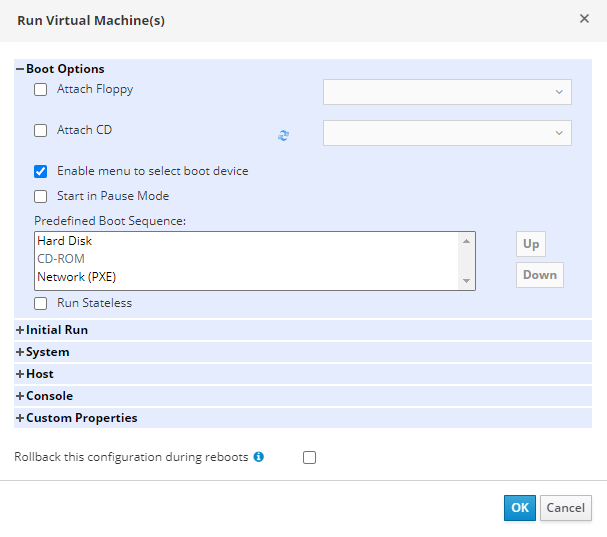 Run Virtual Machine(s)
Boot Options
Attach Floppy
Attach CD
Enable menu to select boot device
Start in Pause Mode
Predefined Boot Sequence:
Hard Disk
CD-ROM
Network (PXE)
Up
Down
Run Stateless
Initial Run
System
Host
Console
Custom Properties
Rollback this configuration during reboots
OK
Cancel